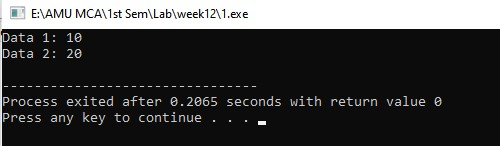 E:\AMU MCA\1st Sem\Lab\week12\1.exe
Data 1: 10
Data 2: 20
--------------------------------
Process exited after 0.2065 seconds with return value 0
Press any key to continue . . .